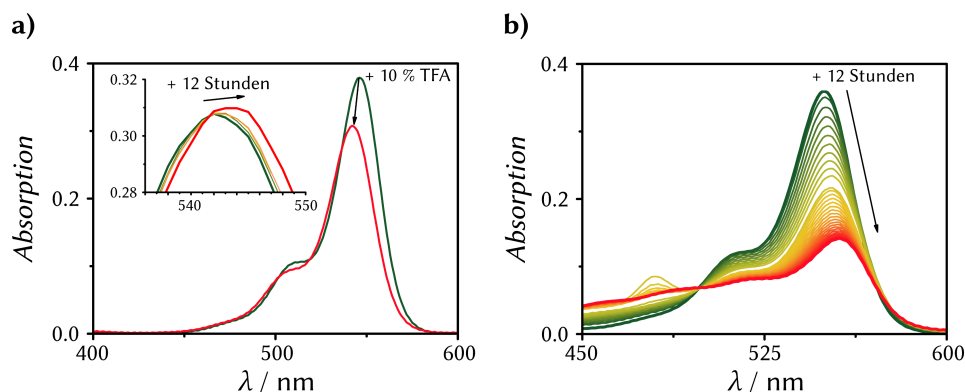 a)
b)
0.4
0.2
0.0
Absorption
400
500
600
λ / nm
+ 10 % TFA
0.32
0.30
0.28
540
550
+ 12 Stunden
0.4
0.2
0.0
Absorption
450
525
600
λ / nm
+ 12 Stunden